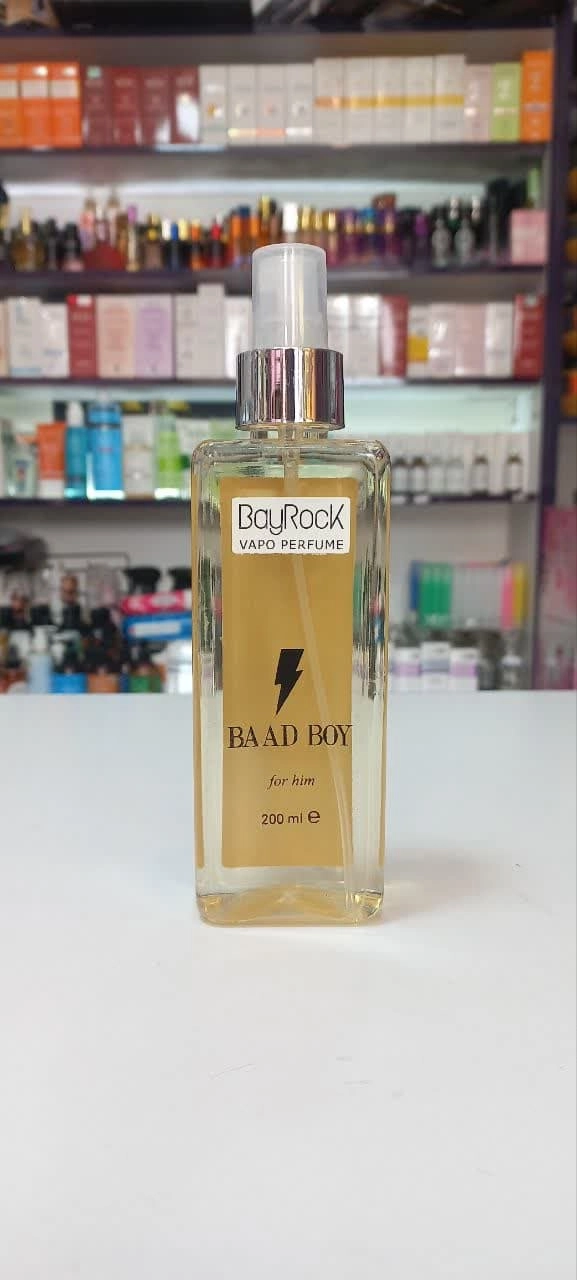 BayRock
VAPO PERFUME
BAAD BOY
for him
200 ml ℮